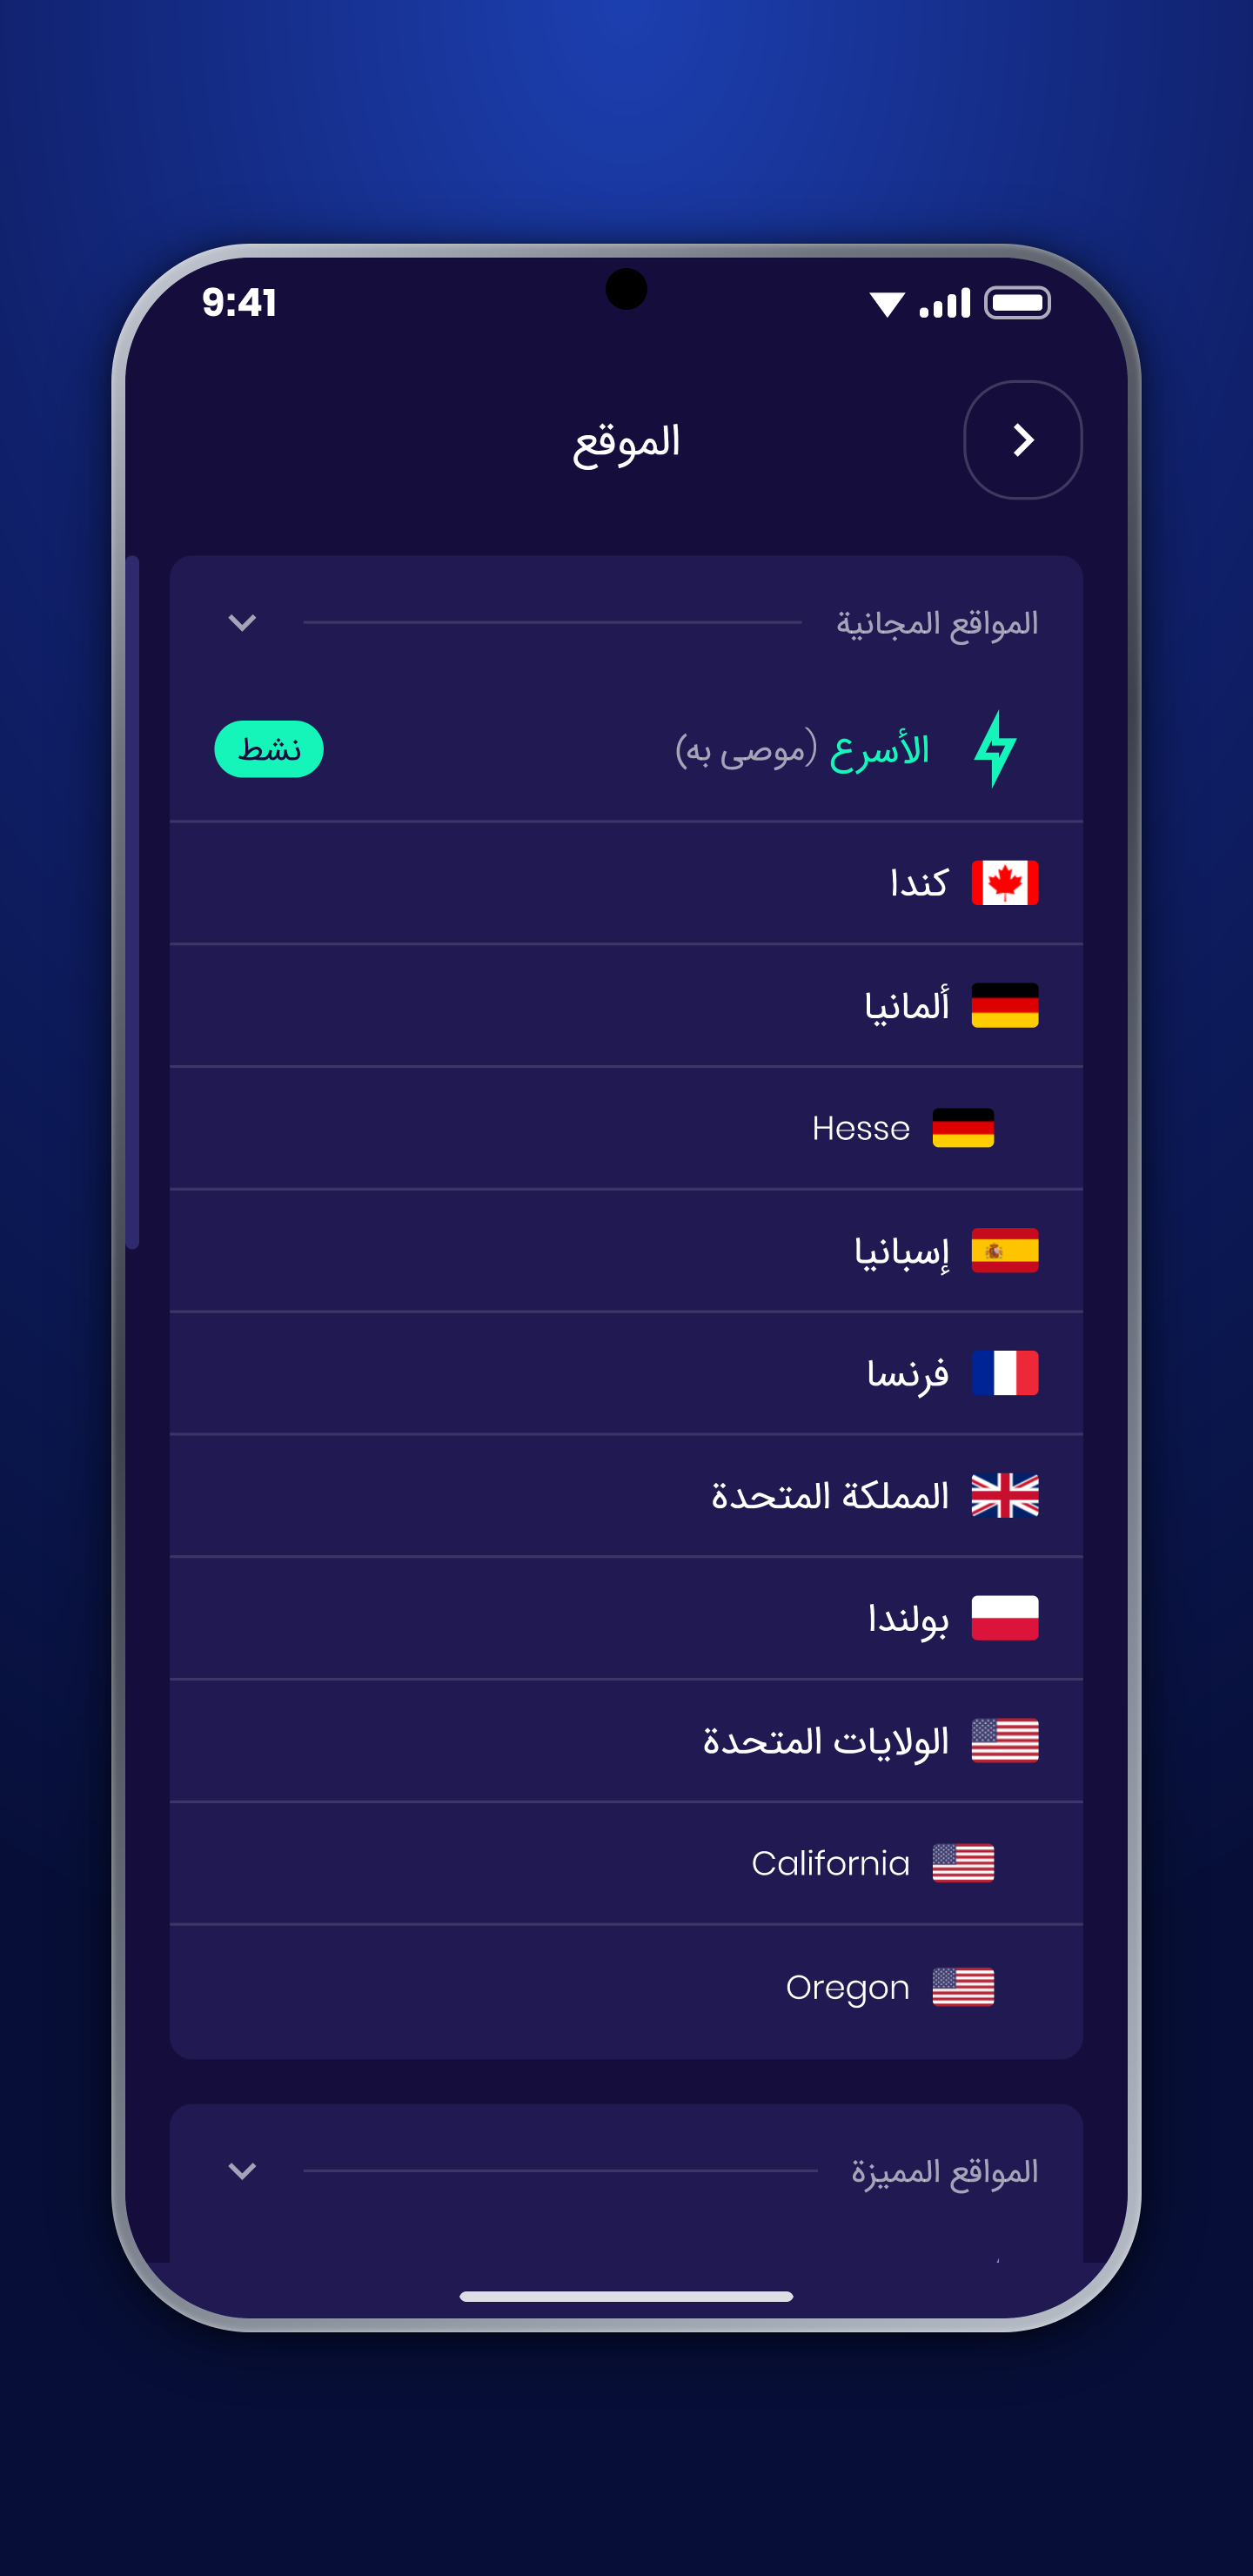 9:41
الموقع
المواقع المجانية
الأسرع (موصى به) نشط
كندا
ألمانيا
Hesse
إسبانيا
فرنسا
المملكة المتحدة
بولندا
الولايات المتحدة
California
Oregon
المواقع المميزة